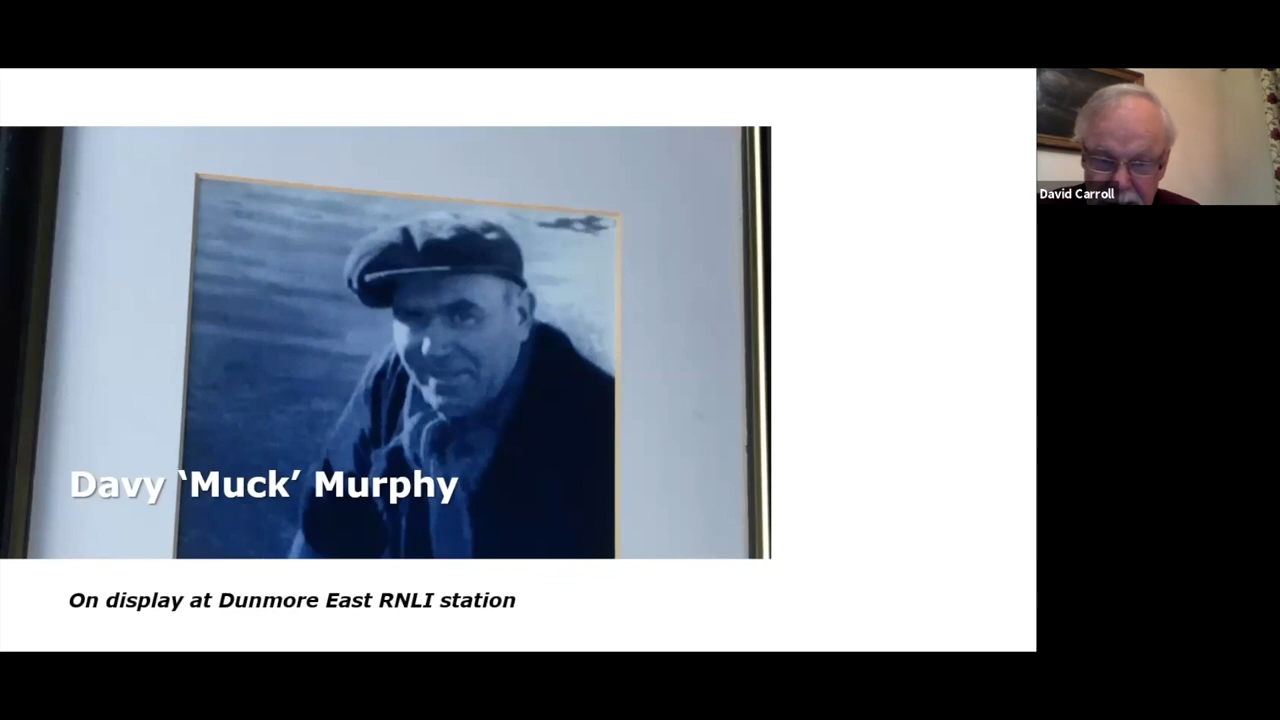 Davy ‘Muck’ Murphy
On display at Dunmore East RNLI station
David Carroll